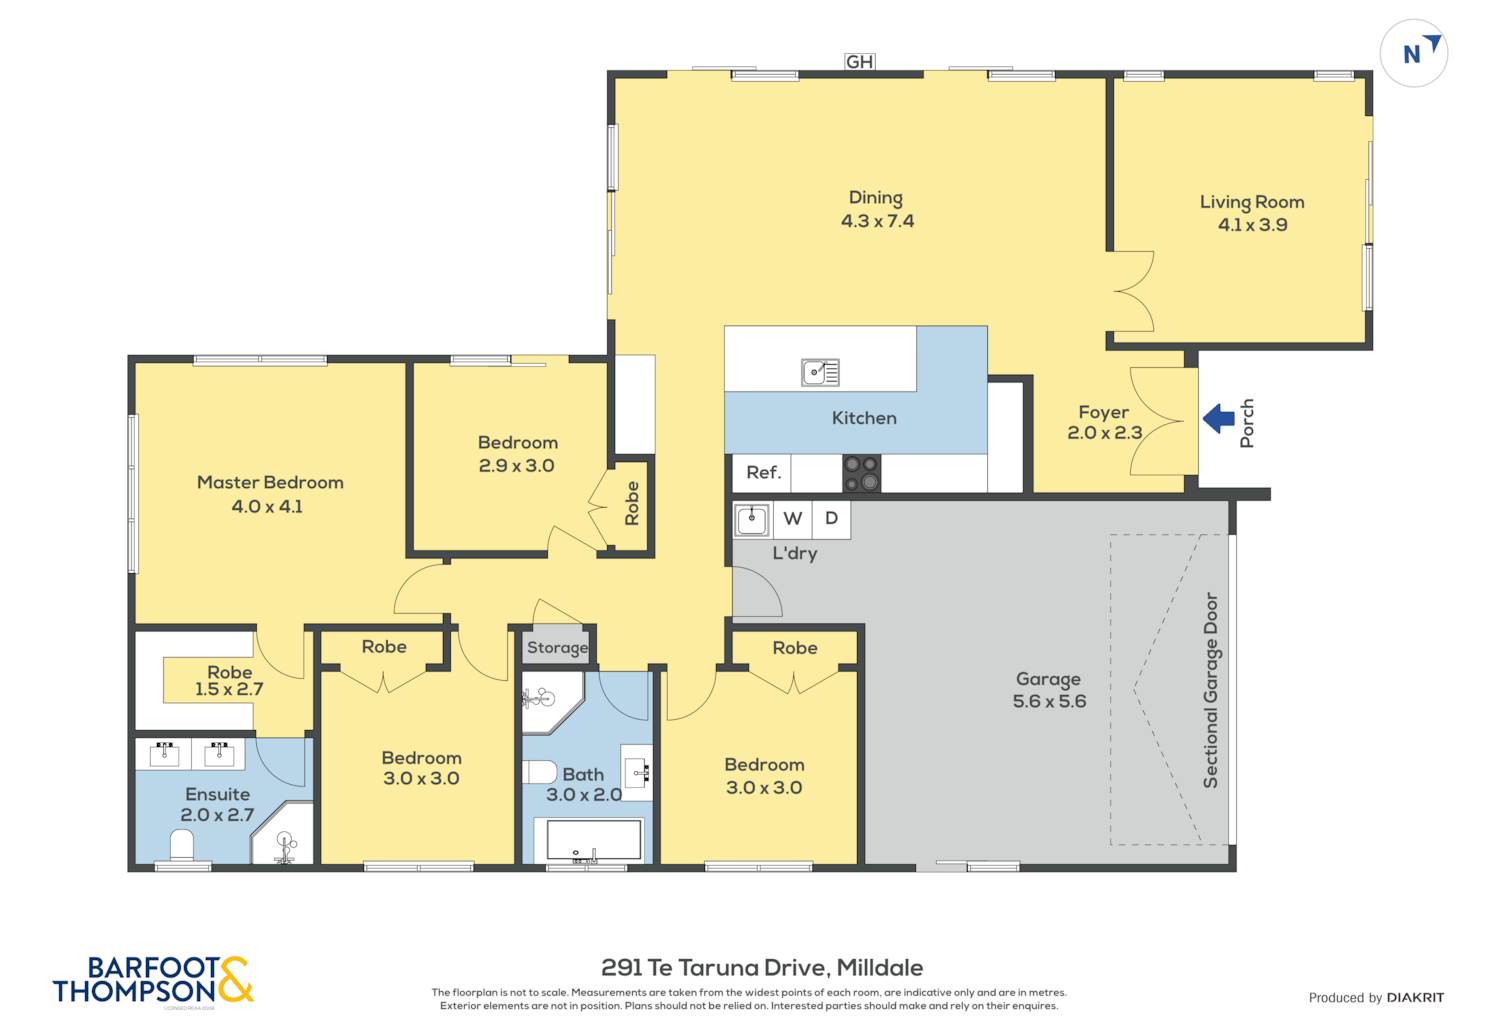 GH
N
Dining
4.3 x 7.4
Living Room
4.1 x 3.9
Kitchen
Foyer
2.0 x 2.3
Porch
Bedroom
2.9 x 3.0
Master Bedroom
4.0 x 4.1
Robe
Ref.
W
D
L'dry
Storage
Robe
Robe
Robe
1.5 x 2.7
Garage
5.6 x 5.6
Sectional Garage Door
Bedroom
3.0 x 3.0
Bedroom
3.0 x 3.0
Bath
3.0 x 2.0
Ensuite
2.0 x 2.7
BARFOOT&
THOMPSON
291 Te Taruna Drive, Milldale
The floorplan is not to scale. Measurements are taken from the widest points of each room, are indicative only and are in metres.
Exterior elements are not in position. Plans should not be relied on. Interested parties should make and rely on their enquires.
Produced by DIAKRIT